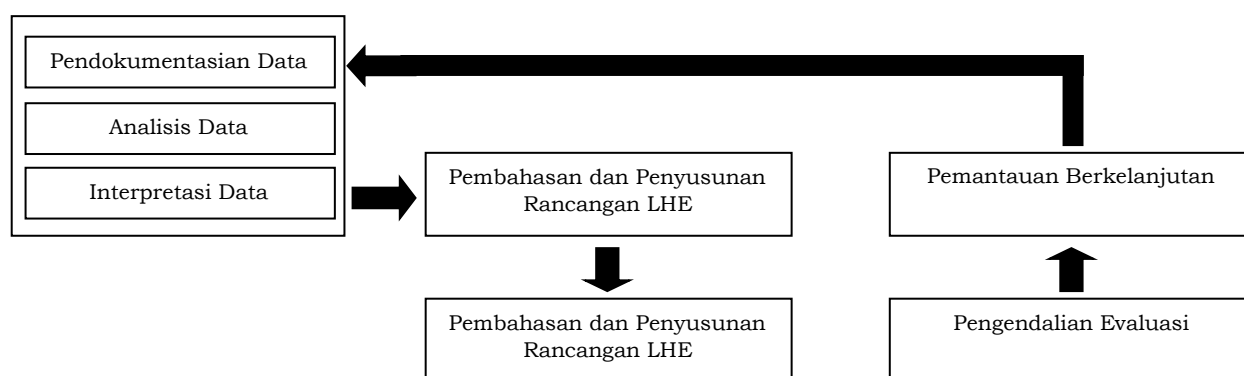 Pendokumentasian Data
Analisis Data
Interpretasi Data
Pembahasan dan Penyusunan
Rancangan LHE
Pemantauan Berkelanjutan
Pembahasan dan Penyusunan
Rancangan LHE
Pengendalian Evaluasi